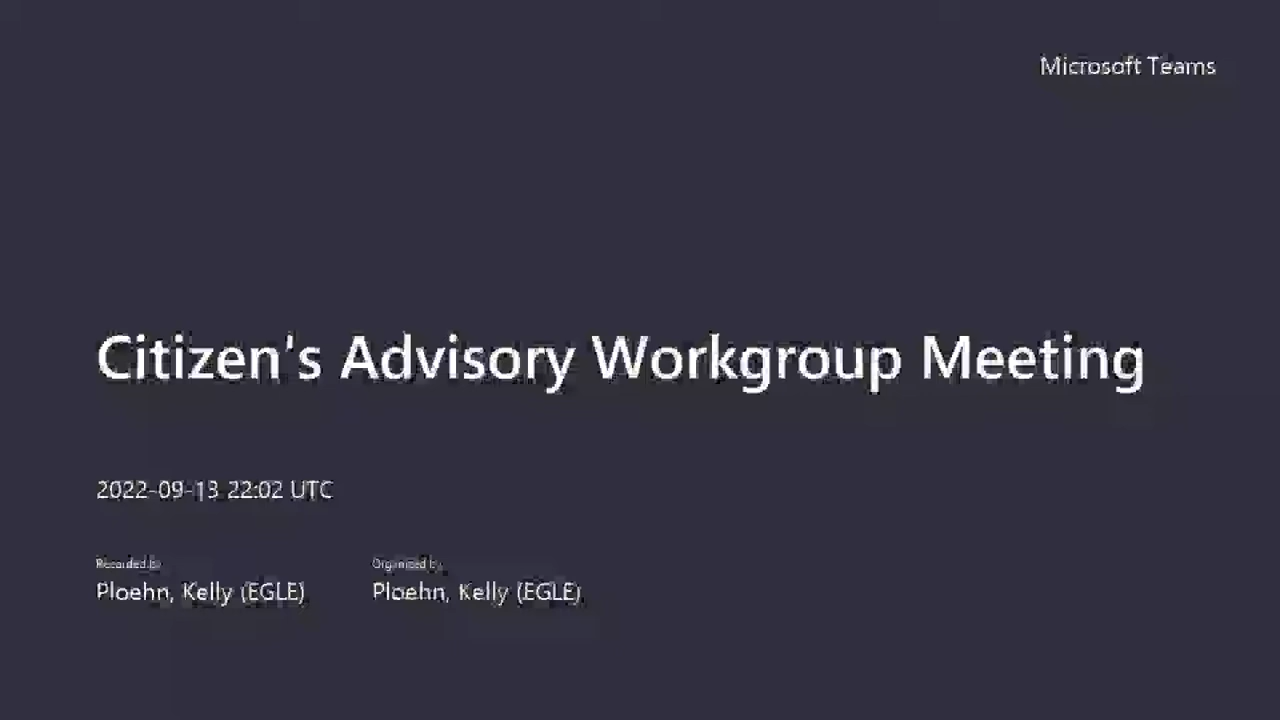 Microsoft Teams
Citizen's Advisory Workgroup Meeting
2022-09-13 22:02 UTC
Recorded by
Organized by
Ploehn, Kelly (EGLE)
Ploehn, Kelly (EGLE)